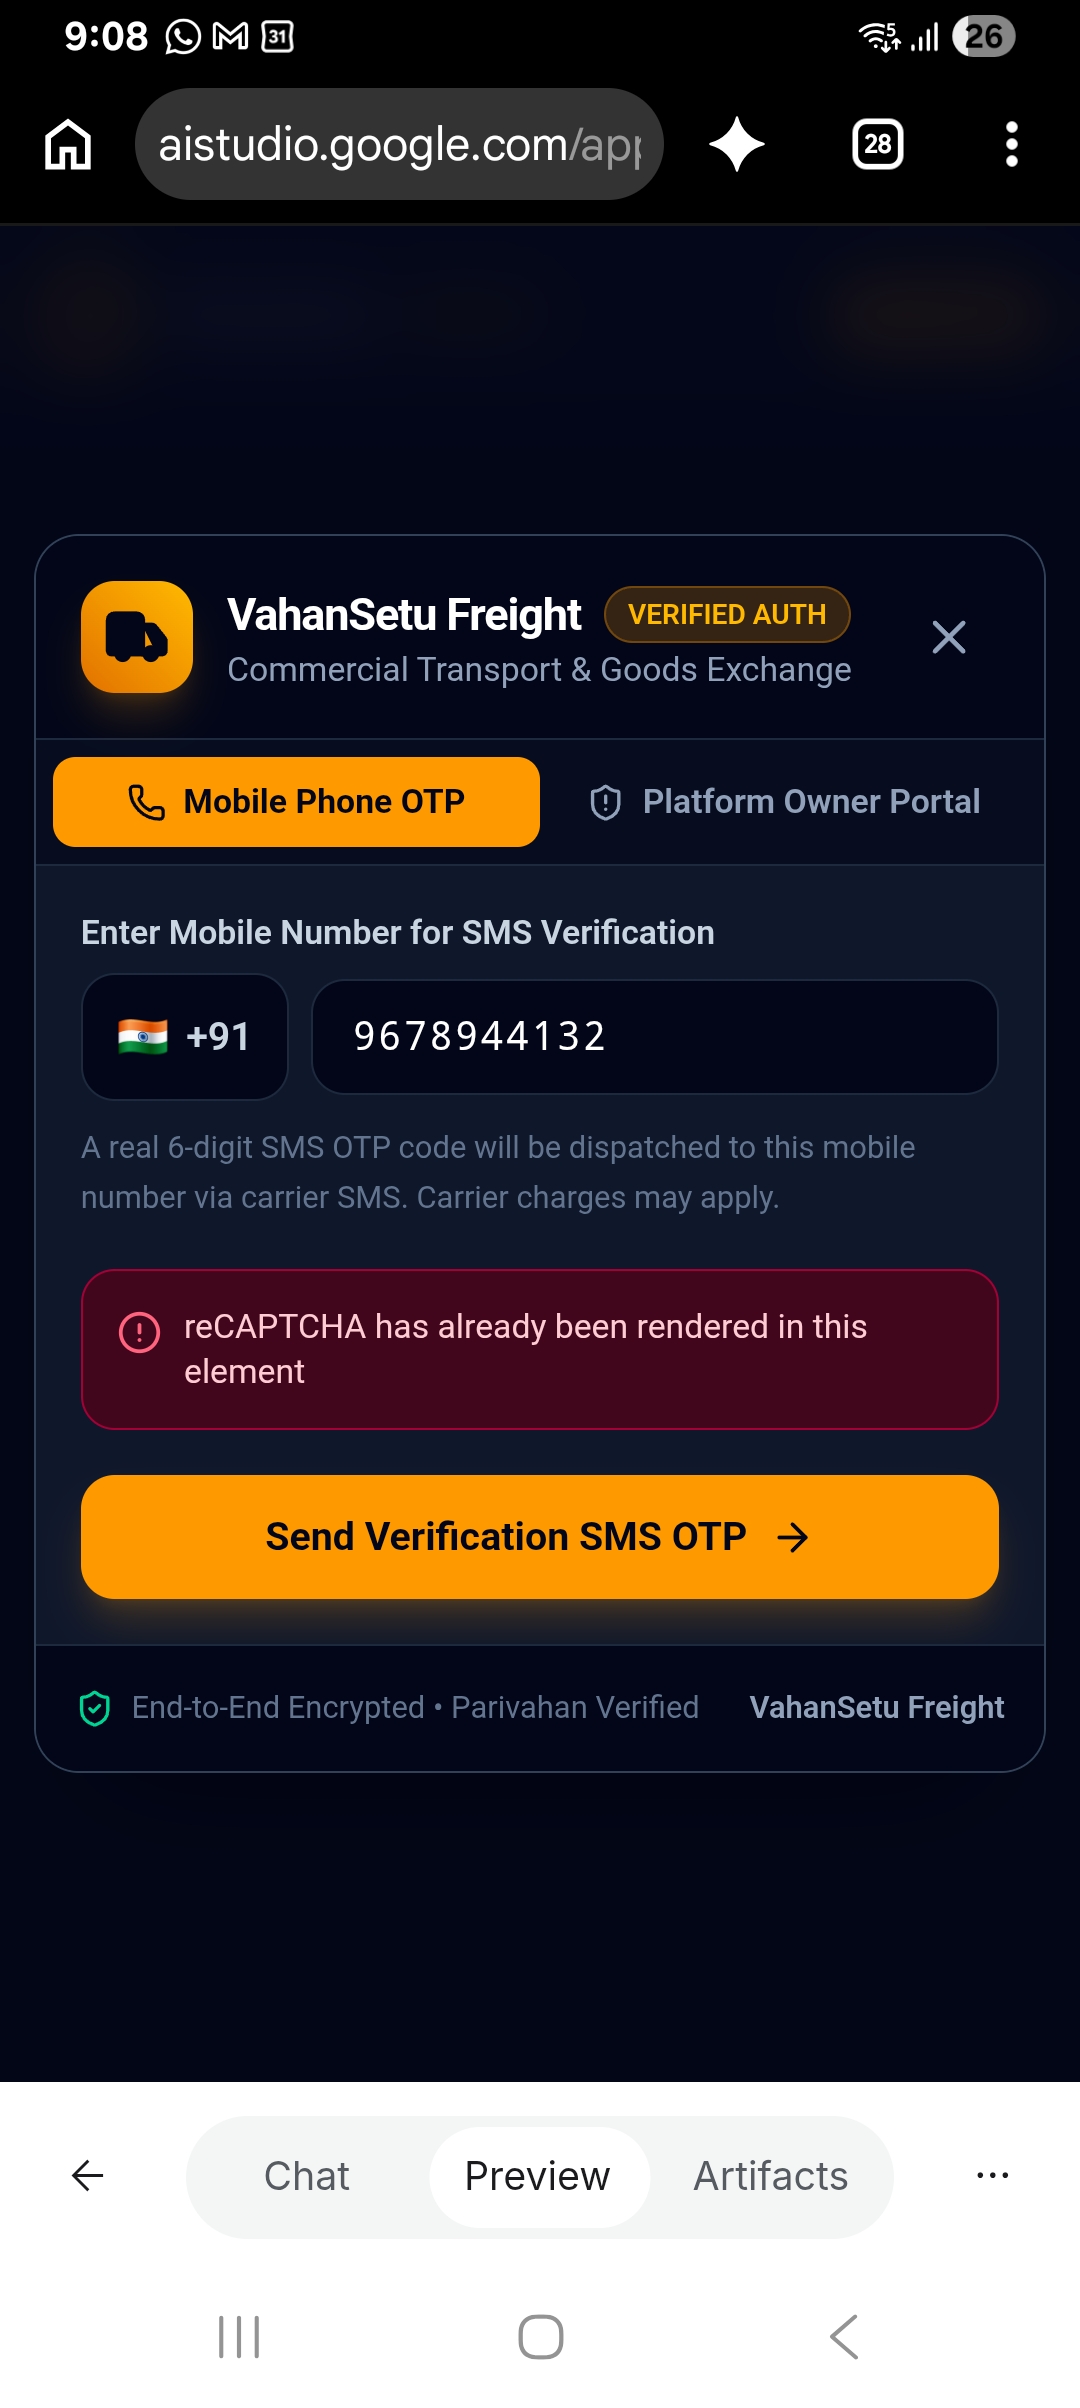 9:08 31 5 26
aistudio.google.com/app 28
VahanSetu Freight VERIFIED AUTH
Commercial Transport & Goods Exchange
Mobile Phone OTP Platform Owner Portal
Enter Mobile Number for SMS Verification
🇮🇳 +91 9678944132
A real 6-digit SMS OTP code will be dispatched to this mobile
number via carrier SMS. Carrier charges may apply.
reCAPTCHA has already been rendered in this
element
Send Verification SMS OTP →
End-to-End Encrypted • Parivahan Verified VahanSetu Freight
Chat Preview Artifacts